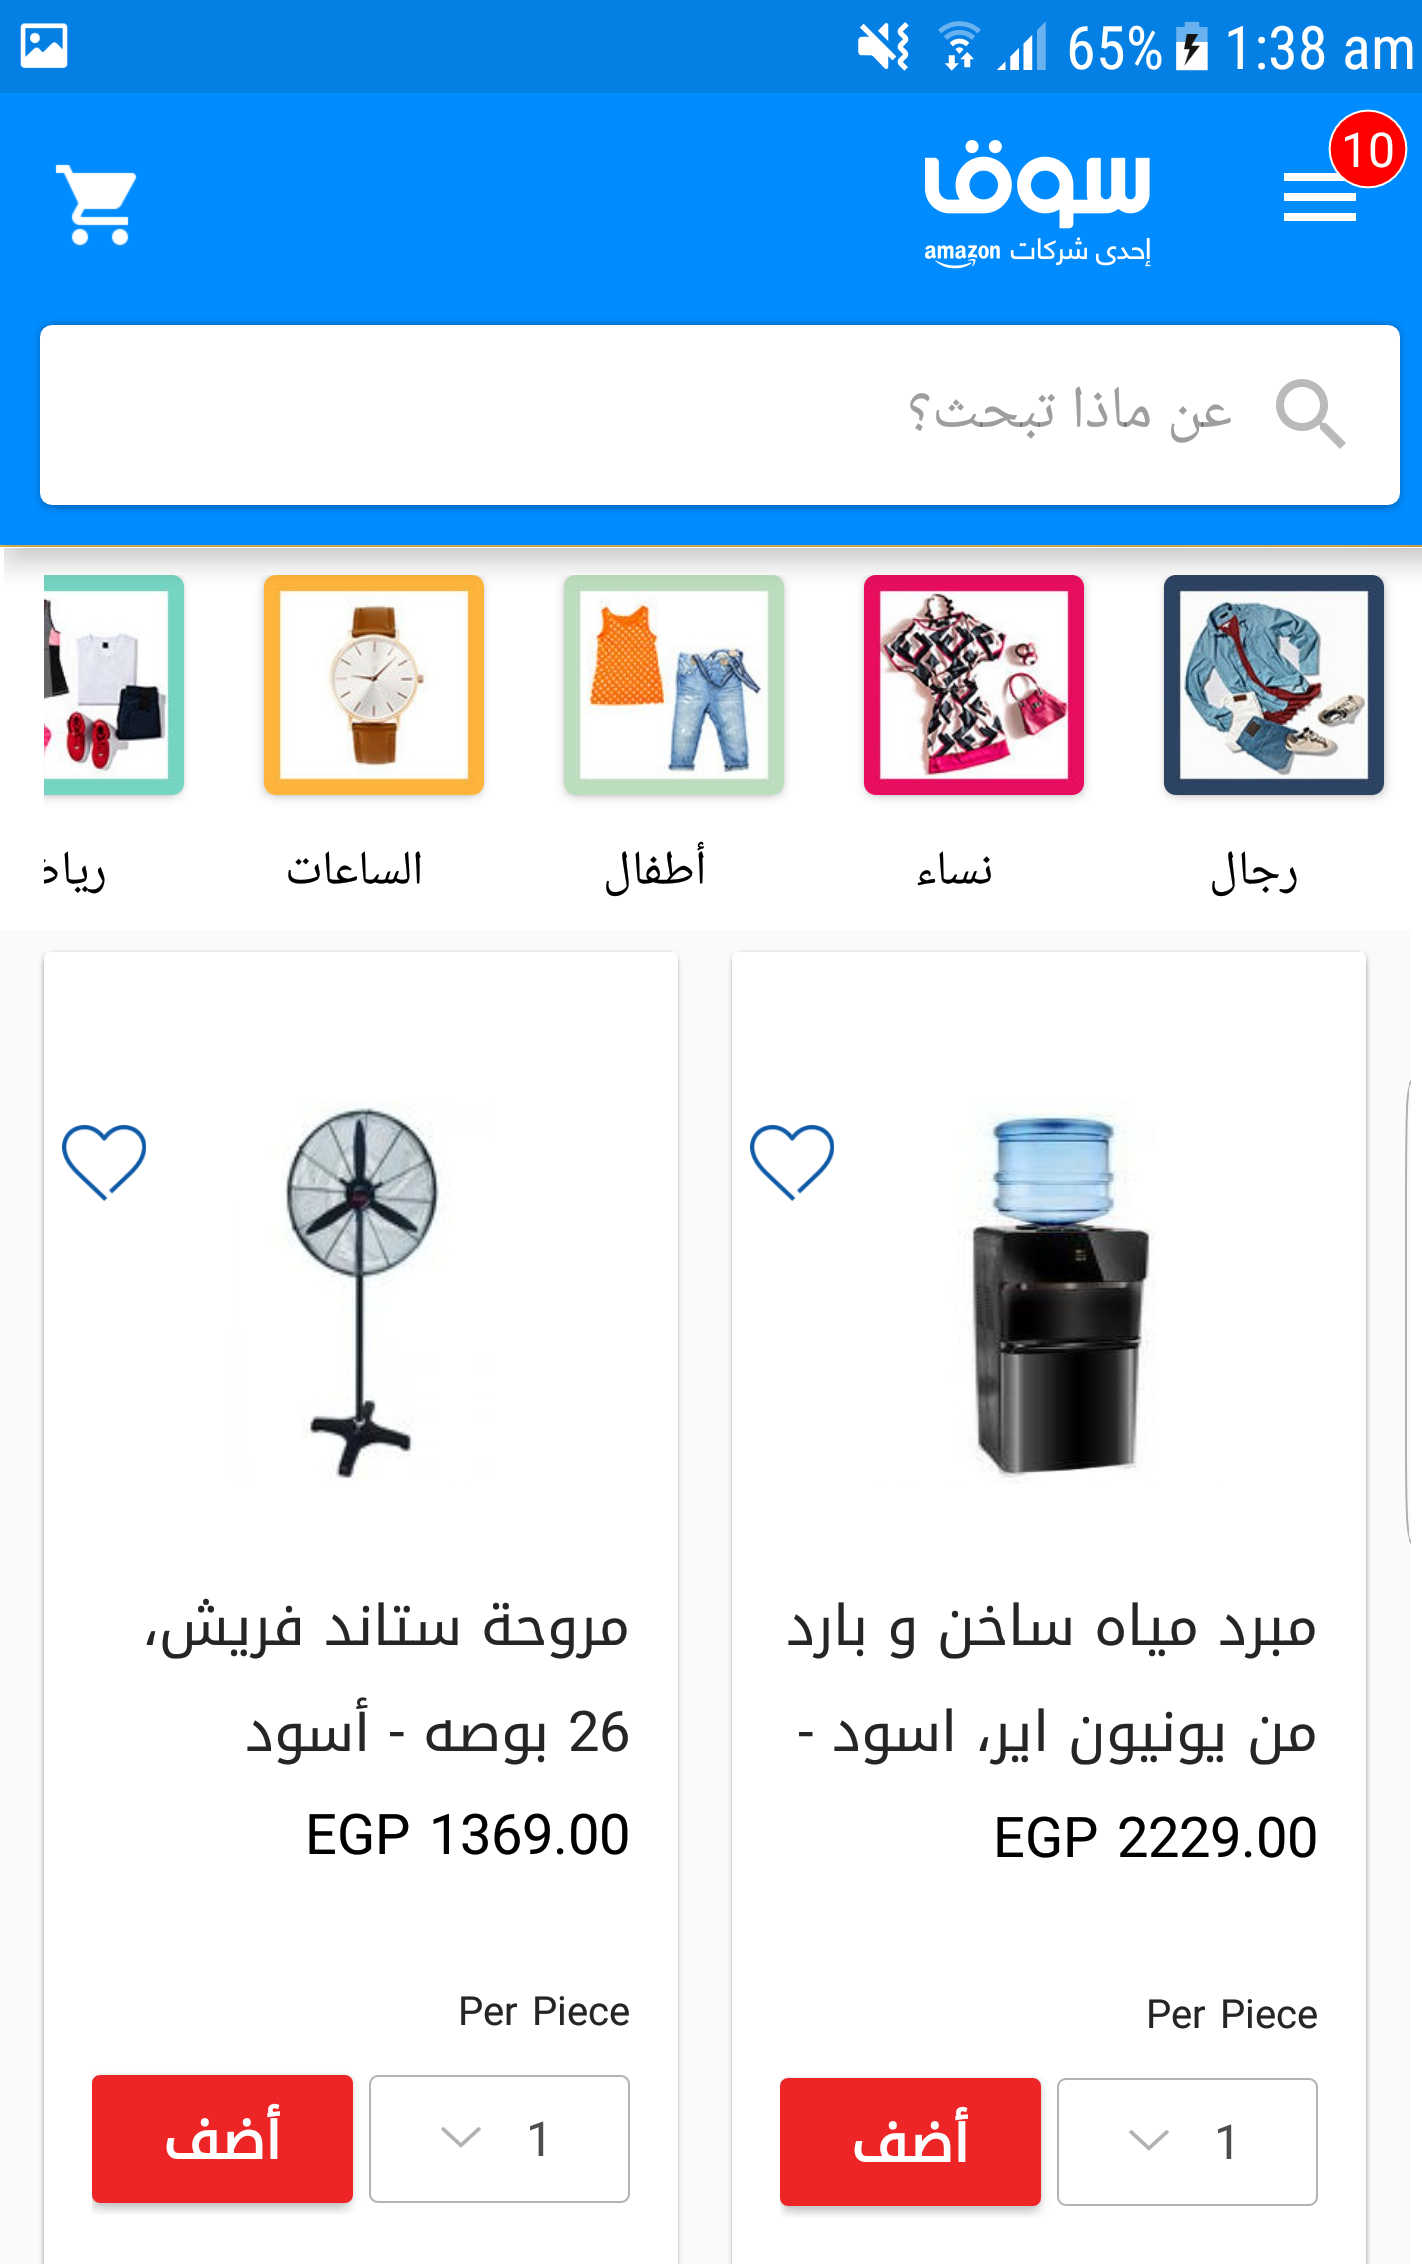 65% 1:38 am
10
سوق
إحدى شركات amazon
عن ماذا تبحث؟
رجال
نساء
أطفال
الساعات
مبرد مياه ساخن و بارد
من يونيون اير، اسود -
EGP 2229.00
Per Piece
1
أضف
مروحة ستاند فريش،
26 بوصه - أسود
EGP 1369.00
Per Piece
1
أضف